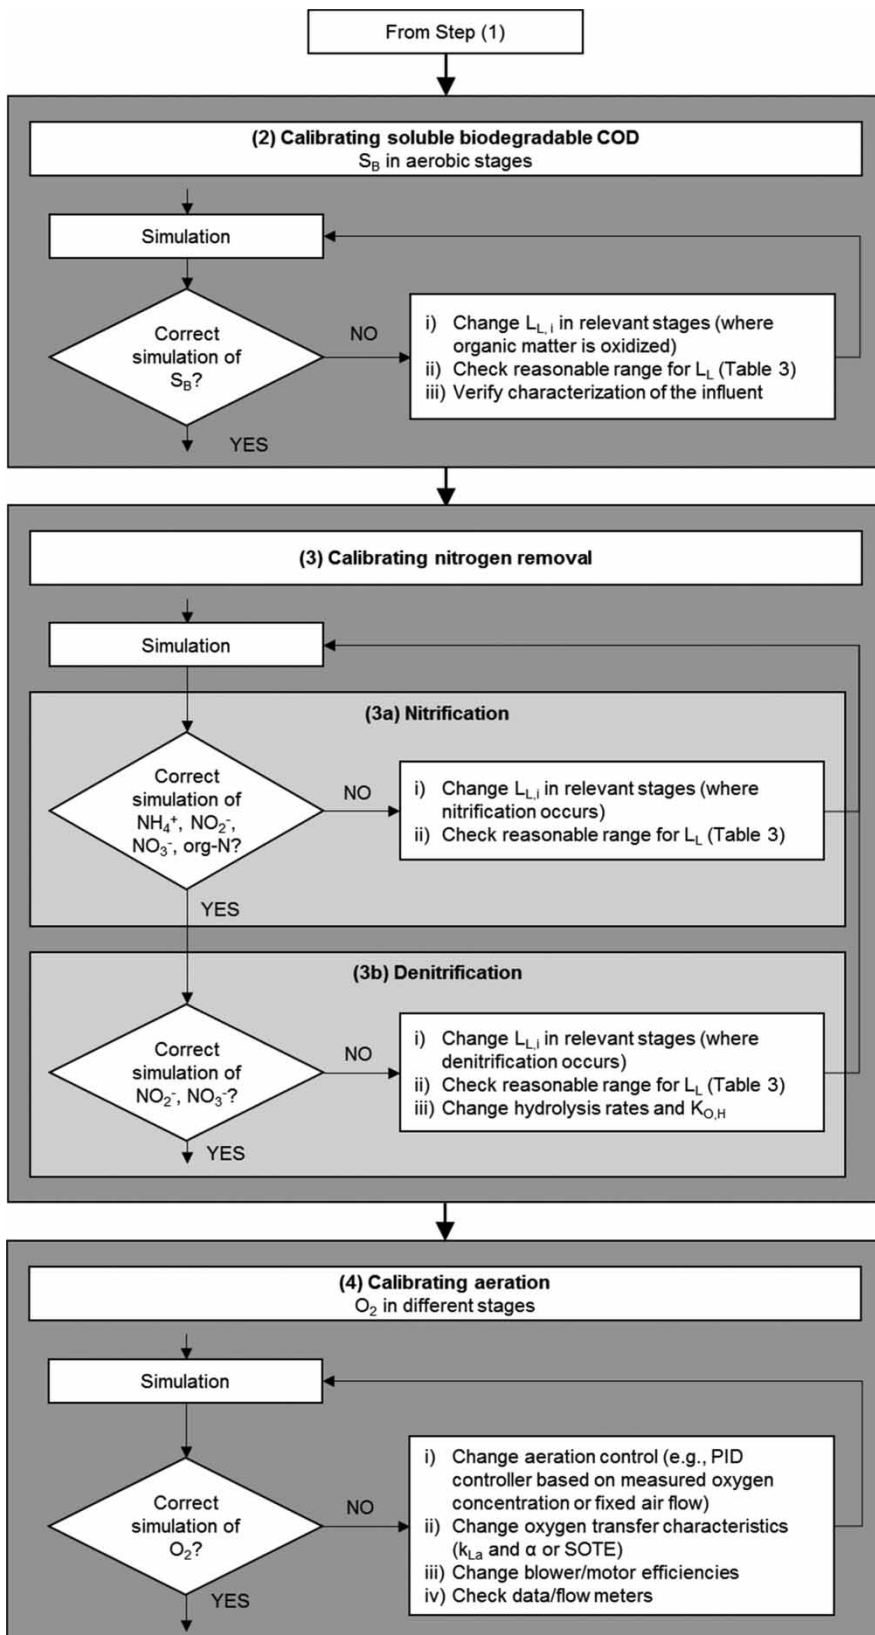 From Step (1)
(2) Calibrating soluble biodegradable COD
S_B in aerobic stages
Simulation
Correct
simulation of
S_B?
NO
i) Change L_L,i in relevant stages (where
organic matter is oxidized)
ii) Check reasonable range for L_L (Table 3)
iii) Verify characterization of the influent
YES
(3) Calibrating nitrogen removal
Simulation
(3a) Nitrification
Correct
simulation of
NH₄⁺, NO₂⁻,
NO₃⁻, org-N?
NO
i) Change L_L,i in relevant stages (where
nitrification occurs)
ii) Check reasonable range for L_L (Table 3)
YES
(3b) Denitrification
Correct
simulation of
NO₂⁻, NO₃⁻?
NO
i) Change L_L,i in relevant stages (where
denitrification occurs)
ii) Check reasonable range for L_L (Table 3)
iii) Change hydrolysis rates and K_O,H
YES
(4) Calibrating aeration
O₂ in different stages
Simulation
Correct
simulation of
O₂?
NO
i) Change aeration control (e.g., PID
controller based on measured oxygen
concentration or fixed air flow)
ii) Change oxygen transfer characteristics
(k_La and α or SOTE)
iii) Change blower/motor efficiencies
iv) Check data/flow meters
YES